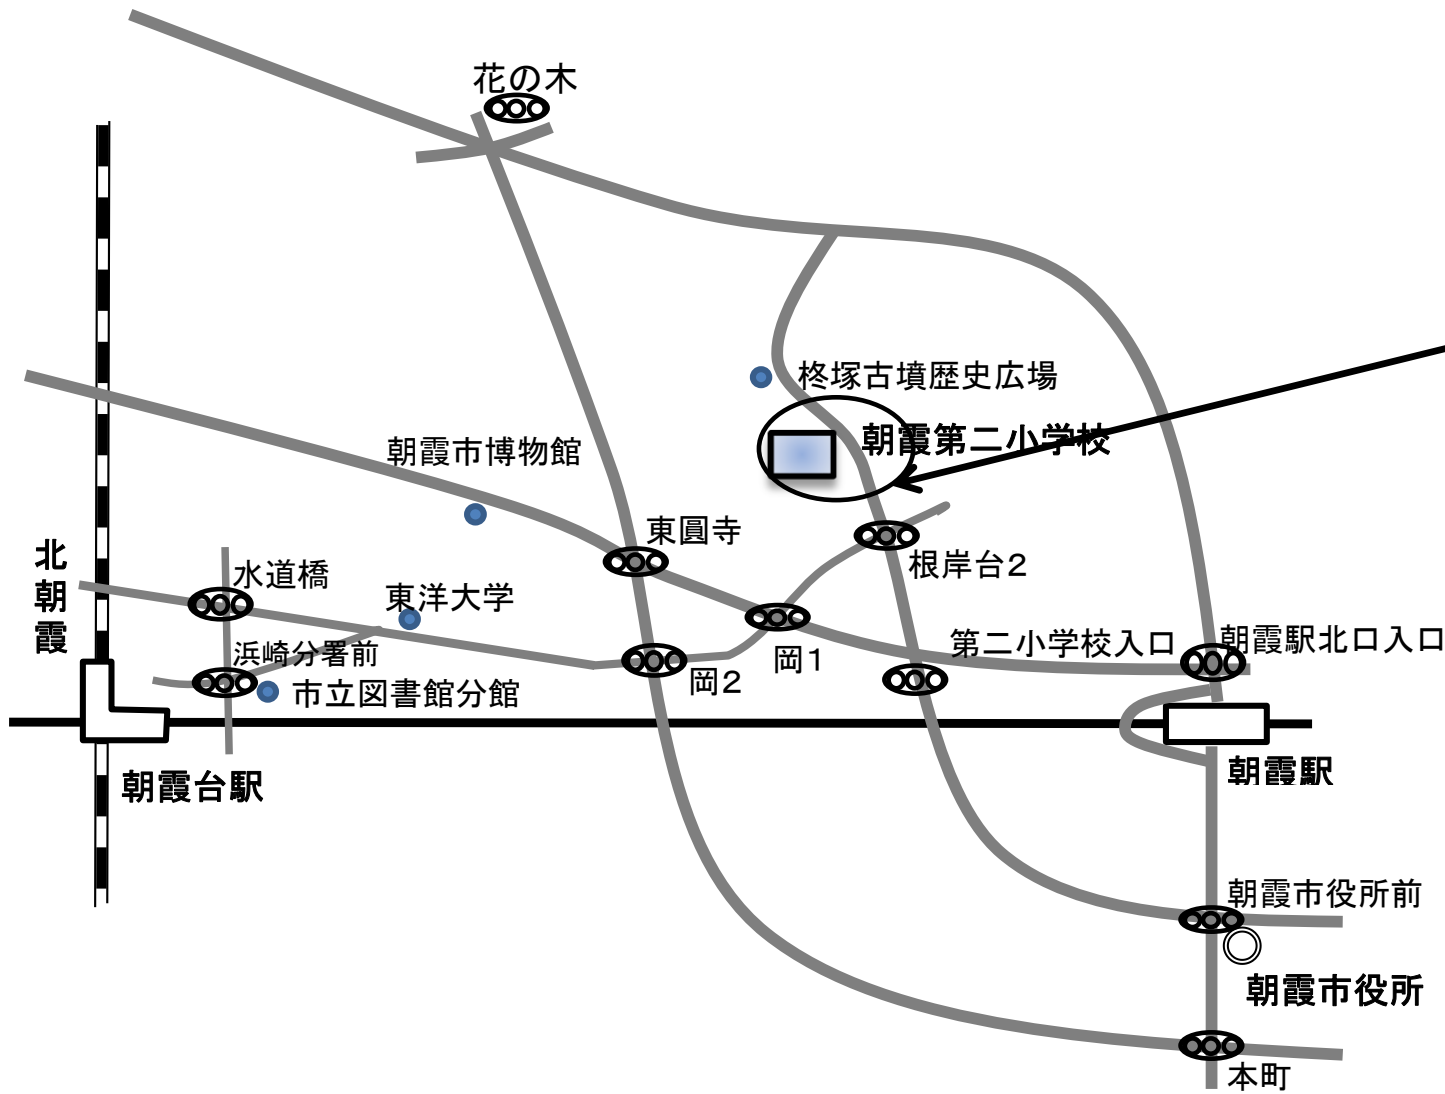 花の木
柊塚古墳歴史広場
朝霞第二小学校
朝霞市博物館
東圓寺
北朝霞
水道橋
根岸台２
東洋大学
浜崎分署前
第二小学校入口
朝霞駅北口入口
岡１
岡２
市立図書館分館
朝霞台駅
朝霞駅
朝霞市役所前
朝霞市役所
本町